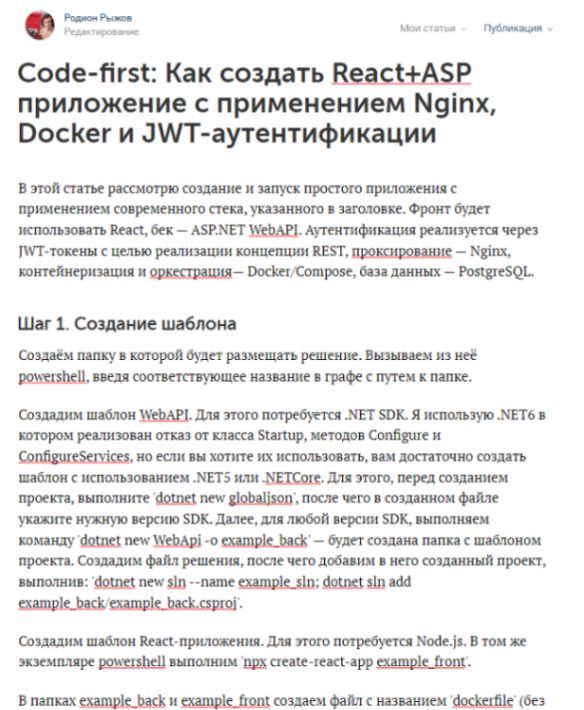 Родион Рыжов
Редактирование
Мои статьи
Публикация
Code-first: Как создать React+ASP
приложение с применением Nginx,
Docker и JWT-аутентификации
В этой статье рассмотрю создание и запуск простого приложения с
применением современного стека, указанного в заголовке. Фронт будет
использовать React, бек — ASP.NET WebAPI. Аутентификация реализуется через
JWT-токены с целью реализации концепции REST, проксирование — Nginx,
контейнеризация и оркестрация— Docker/Compose, база данных — PostgreSQL.
Шаг 1. Создание шаблона
Создаём папку в которой будет размещать решение. Вызываем из неё
powershell, введя соответствующее название в графе с путем к папке.
Создадим шаблон WebAPI. Для этого потребуется .NET SDK. Я использую .NET6 в
котором реализован отказ от класса Startup, методов Configure и
ConfigureServices, но если вы хотите их использовать, вам достаточно создать
шаблон с использованием .NET5 или .NETCore. Для этого, перед созданием
проекта, выполните `dotnet new globaljson`, после чего в созданном файле
укажите нужную версию SDK. Далее, для любой версии SDK, выполняем
команду `dotnet new WebApi -o example_back` — будет создана папка с шаблоном
проекта. Создадим файл решения, после чего добавим в него созданный проект,
выполнив: `dotnet new sln --name example_sln; dotnet sln add
example_back/example_back.csproj`.
Создадим шаблон React-приложения. Для этого потребуется Node.js. В том же
экземпляре powershell выполним `npx create-react-app example_front`.
В папках example_back и example_front создаем файл с названием `dockerfile` (без